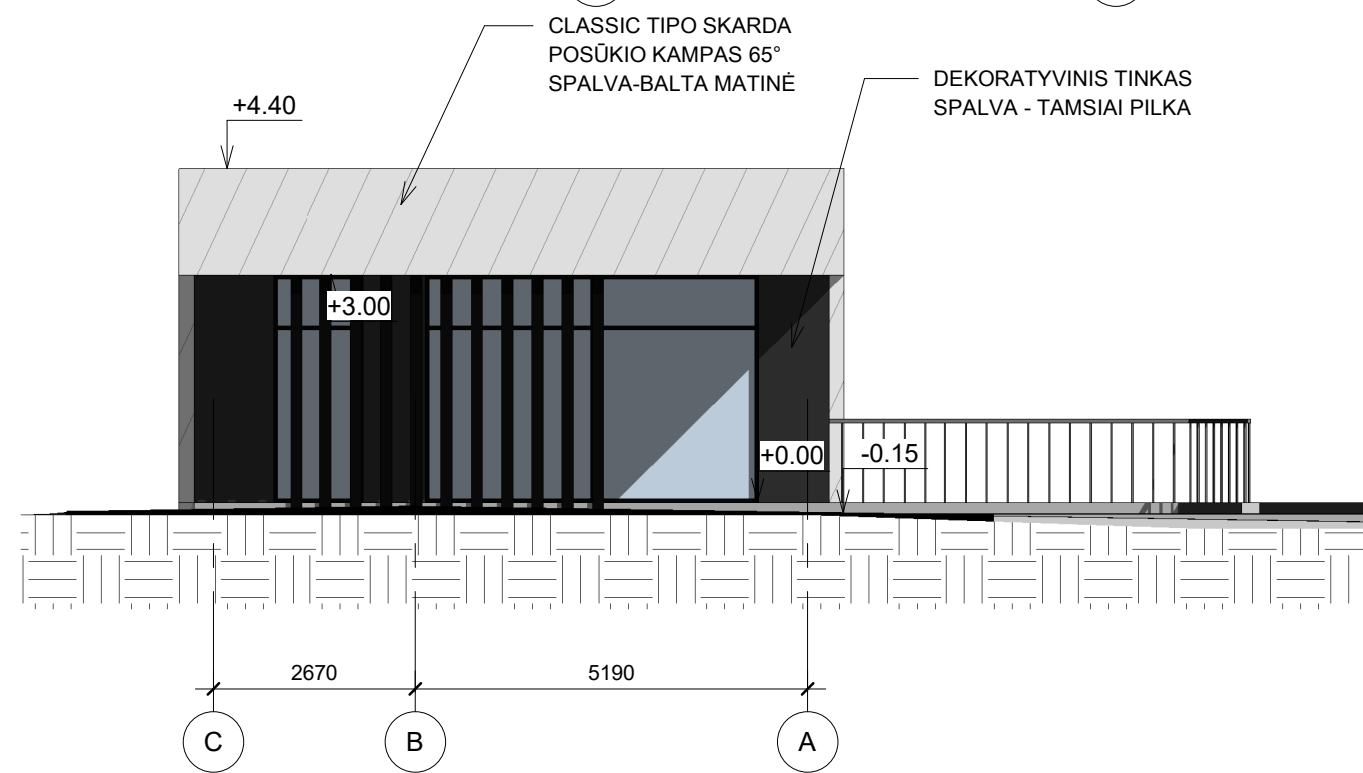 CLASSIC TIPO SKARDA
POSŪKIO KAMPAS 65°
SPALVA-BALTA MATINĖ
DEKORATYVINIS TINKAS
SPALVA - TAMSIAI PILKA
+4.40
+3.00
+0.00
-0.15
2670
5190
C
B
A